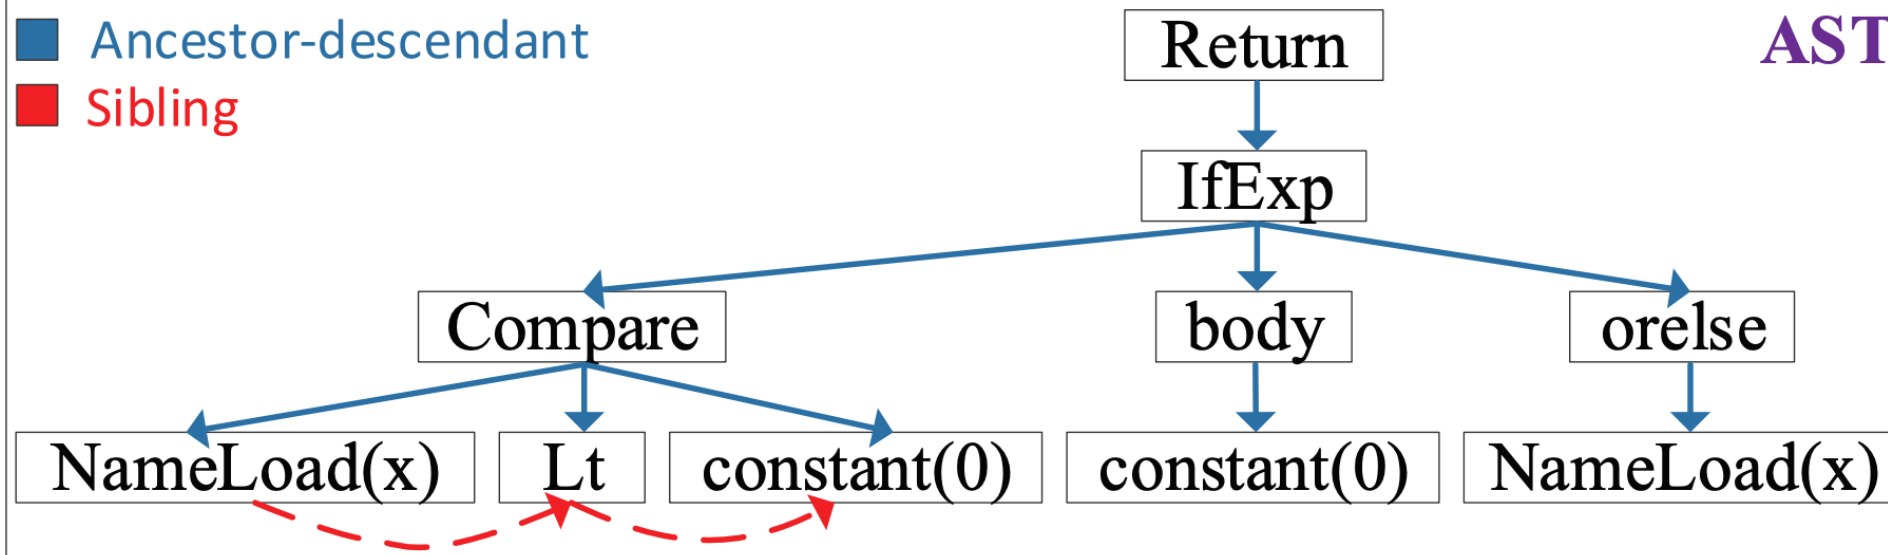 Ancestor-descendant
Sibling
AST
Return
IfExp
Compare
body
orelse
NameLoad(x)
Lt
constant(0)
constant(0)
NameLoad(x)